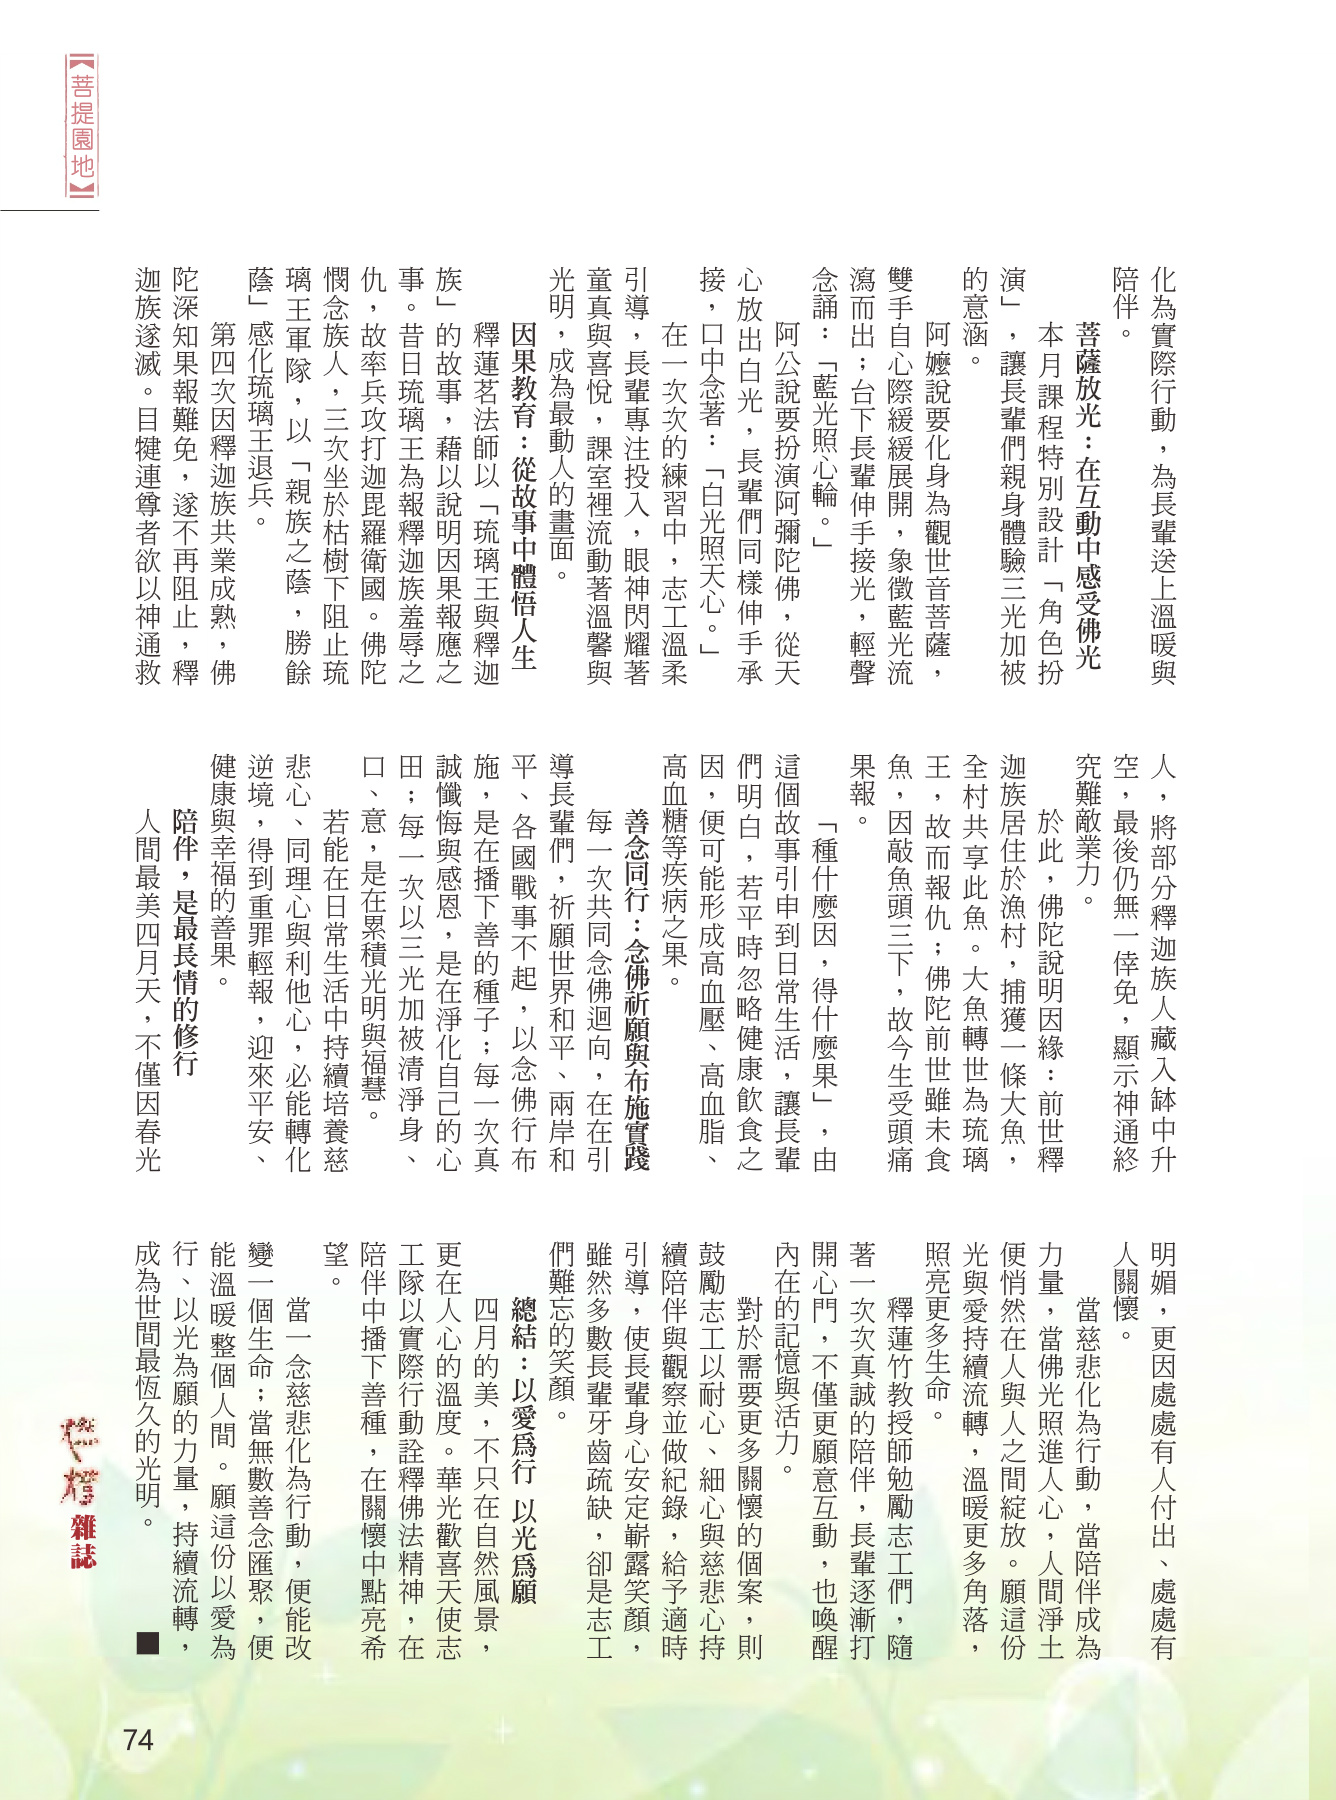 【菩提園地】
化為實際行動，為長輩送上溫暖與
陪伴。
菩薩放光：在互動中感受佛光
本月課程特別設計「角色扮
演」，讓長輩們親身體驗三光加被
的意涵。
阿嬤說要化身為觀世音菩薩，
雙手自心際緩緩展開，象徵藍光流
瀉而出；台下長輩伸手接光，輕聲
念誦：「藍光照心輪。」
阿公說要扮演阿彌陀佛，從天
心放出白光，長輩們同樣伸手承
接，口中念著：「白光照天心。」
在一次次的練習中，志工溫柔
引導，長輩專注投入，眼神閃耀著
童真與喜悅，課室裡流動著溫馨與
光明，成為最動人的畫面。
因果教育：從故事中體悟人生
釋蓮茗法師以「琉璃王與釋迦
族」的故事，藉以說明因果報應之
事。昔日琉璃王為報釋迦族羞辱之
仇，故率兵攻打迦毘羅衛國。佛陀
憫念族人，三次坐於枯樹下阻止琉
璃王軍隊，以「親族之蔭，勝餘
蔭」感化琉璃王退兵。
第四次因釋迦族共業成熟，佛
陀深知果報難免，遂不再阻止，釋
迦族遂滅。目犍連尊者欲以神通救
人，將部分釋迦族人藏入缽中升
空，最後仍無一倖免，顯示神通終
究難敵業力。
於此，佛陀說明因緣：前世釋
迦族居住於漁村，捕獲一條大魚，
全村共享此魚。大魚轉世為琉璃
王，故而報仇；佛陀前世雖未食
魚，因敲魚頭三下，故今生受頭痛
果報。
「種什麼因，得什麼果」，由
這個故事引申到日常生活，讓長輩
們明白，若平時忽略健康飲食之
因，便可能形成高血壓、高血脂、
高血糖等疾病之果。
善念同行：念佛祈願與布施實踐
每一次共同念佛迴向，在在引
導長輩們，祈願世界和平、兩岸和
平、各國戰事不起，以念佛行布
施，是在播下善的種子；每一次真
誠懺悔與感恩，是在淨化自己的心
田；每一次以三光加被清淨身、
口、意，是在累積光明與福慧。
若能在日常生活中持續培養慈
悲心、同理心與利他心，必能轉化
逆境，得到重罪輕報，迎來平安、
健康與幸福的善果。
陪伴，是最長情的修行
人間最美四月天，不僅因春光
明媚，更因處處有人付出、處處有
人關懷。
當慈悲化為行動，當陪伴成為
力量，當佛光照進人心，人間淨土
便悄然在人與人之間綻放。願這份
光與愛持續流轉，溫暖更多角落，
照亮更多生命。
釋蓮竹教授師勉勵志工們，隨
著一次次真誠的陪伴，長輩逐漸打
開心門，不僅更願意互動，也喚醒
內在的記憶與活力。
對於需要更多關懷的個案，則
鼓勵志工以耐心、細心與慈悲心持
續陪伴與觀察並做紀錄，給予適時
引導，使長輩身心安定嶄露笑顏，
雖然多數長輩牙齒疏缺，卻是志工
們難忘的笑顏。
總結：以愛為行 以光為願
四月的美，不只在自然風景，
更在人心的溫度。華光歡喜天使志
工隊以實際行動詮釋佛法精神，在
陪伴中播下善種，在關懷中點亮希
望。
當一念慈悲化為行動，便能改
變一個生命；當無數善念匯聚，便
能溫暖整個人間。願這份以愛為
行、以光為願的力量，持續流轉，
成為世間最恆久的光明。■
雜誌
74